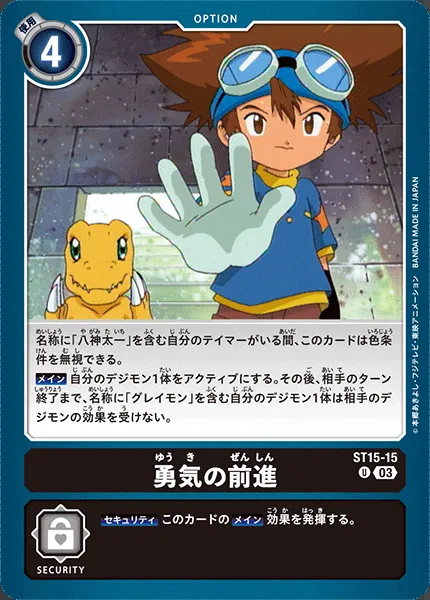 OPTION
使用
4
名称に「八神太一」を含む自分のテイマーがいる間、このカードは色条
件を無視できる。
メイン 自分のデジモン1体をアクティブにする。その後、相手のターン
終了まで、名称に「グレイモン」を含む自分のデジモン1体は相手のデ
ジモンの効果を受けない。
©本郷あきよし・フジテレビ・東映アニメーション BANDAI MADE IN JAPAN
ゆうき ぜんしん
勇気の前進
ST15-15
U 03
セキュリティ このカードの メイン 効果を発揮する。
SECURITY